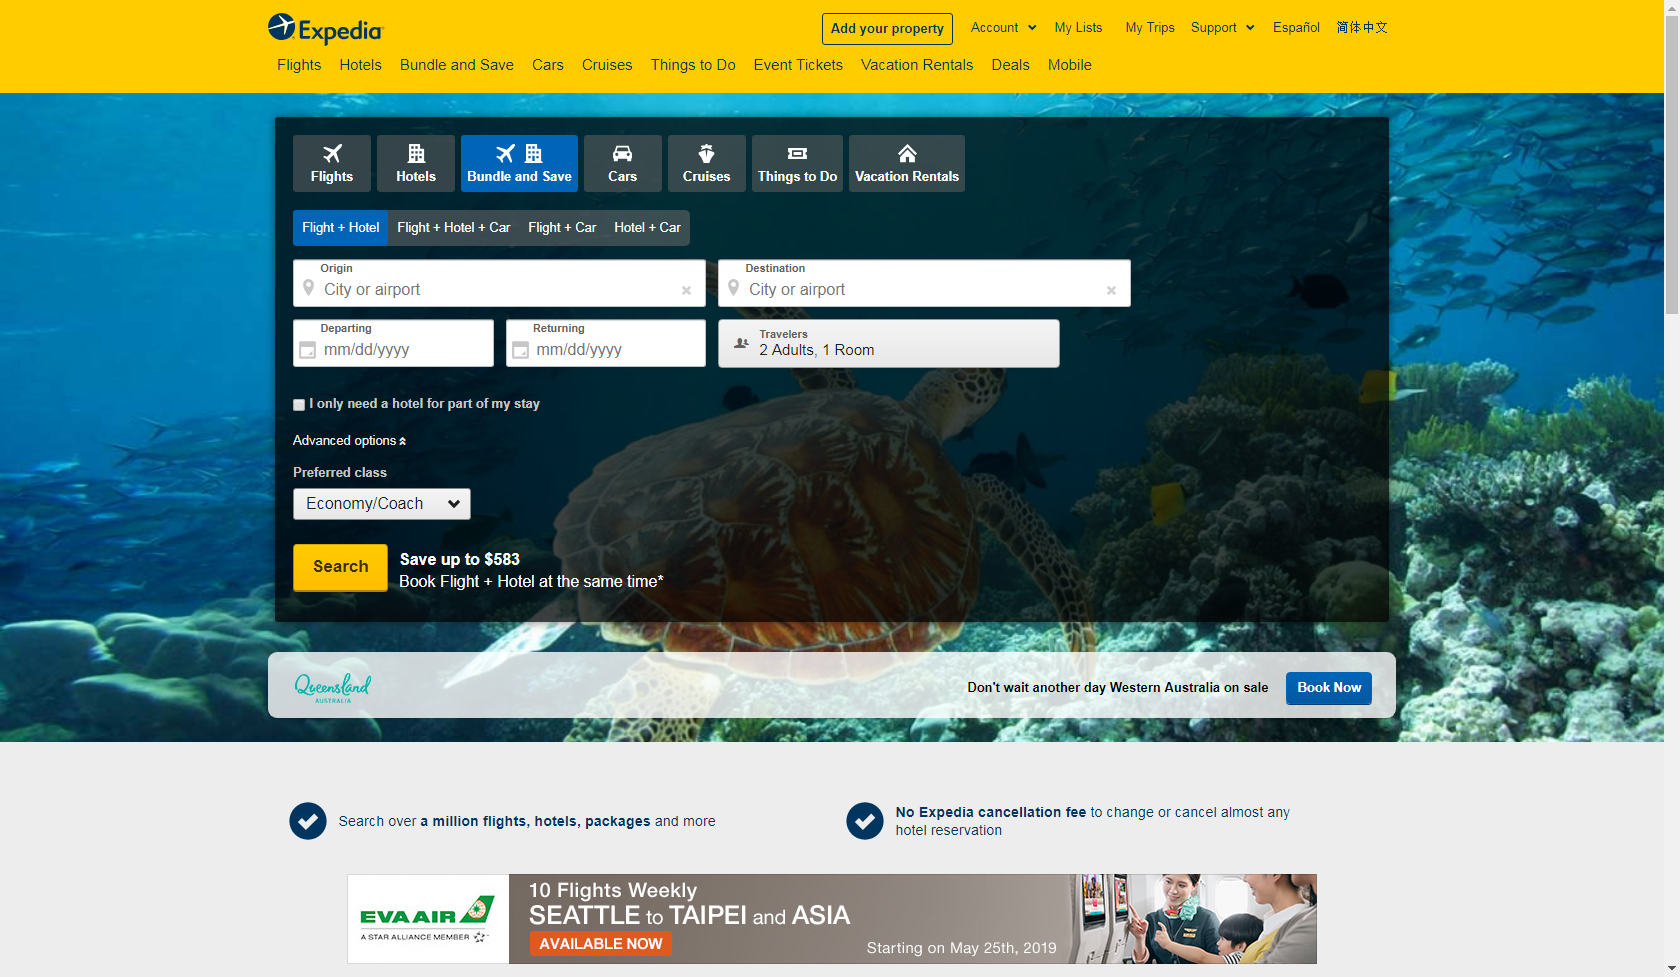 Expedia
Add your property
Account
My Lists
My Trips
Support
Español
简体中文
Flights
Hotels
Bundle and Save
Cars
Cruises
Things to Do
Event Tickets
Vacation Rentals
Deals
Mobile
Flights
Hotels
Bundle and Save
Cars
Cruises
Things to Do
Vacation Rentals
Flight + Hotel
Flight + Hotel + Car
Flight + Car
Hotel + Car
Origin
City or airport
Destination
City or airport
Departing
mm/dd/yyyy
Returning
mm/dd/yyyy
Travelers
2 Adults, 1 Room
I only need a hotel for part of my stay
Advanced options
Preferred class
Economy/Coach
Search
Save up to $583
Book Flight + Hotel at the same time*
Queensland
AUSTRALIA
Don't wait another day Western Australia on sale
Book Now
Search over a million flights, hotels, packages and more
No Expedia cancellation fee to change or cancel almost any
hotel reservation
EVA AIR
A STAR ALLIANCE MEMBER
10 Flights Weekly
SEATTLE to TAIPEI and ASIA
AVAILABLE NOW
Starting on May 25th, 2019